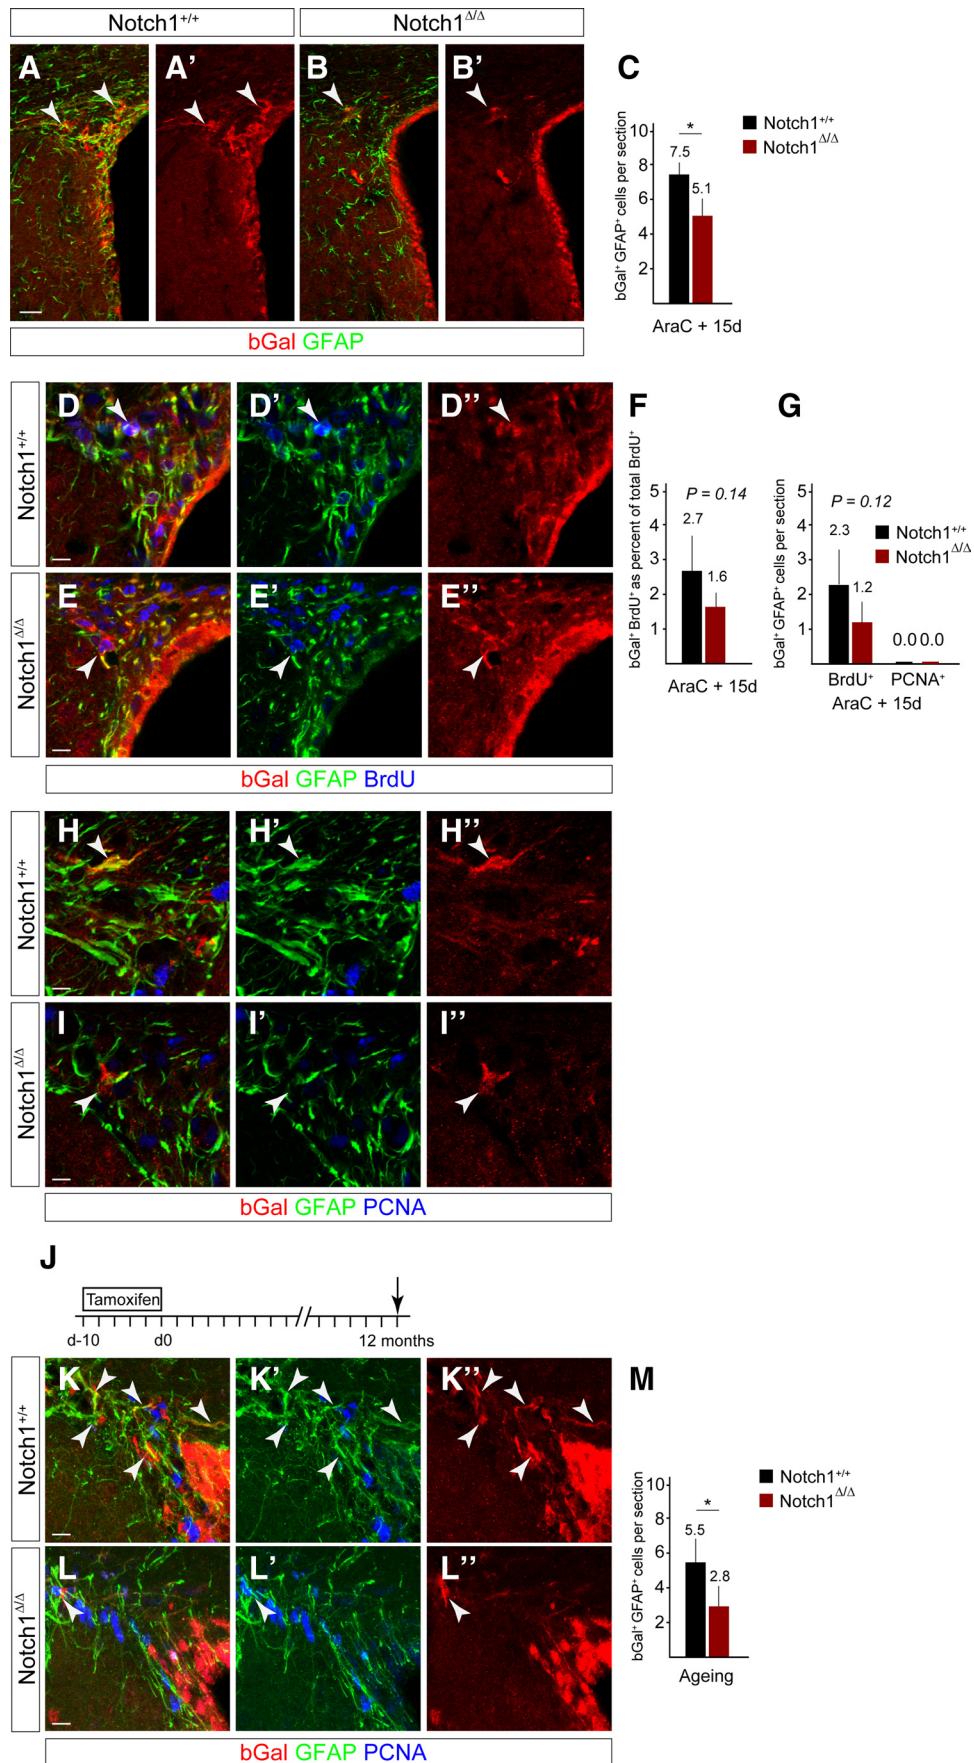 Notch1+/+ Notch1Δ/Δ
A A’ B B’ C
bGal GFAP
bGal+ GFAP+ cells per section
10
8
6
4
2
7.5
5.1
*
Notch1+/+
Notch1Δ/Δ
AraC + 15d
Notch1+/+
D D’ D’’
Notch1Δ/Δ
E E’ E’’
bGal GFAP BrdU
F
bGal+ BrdU+ as percent of total BrdU+
5
4
3
2
1
P = 0.14
2.7
1.6
AraC + 15d
G
bGal+ GFAP+ cells per section
5
4
3
2
1
P = 0.12
2.3
1.2
0.0 0.0
Notch1+/+
Notch1Δ/Δ
BrdU+ PCNA+
AraC + 15d
Notch1+/+
H H’ H’’
Notch1Δ/Δ
I I’ I’’
bGal GFAP PCNA
J
Tamoxifen
d-10 d0 12 months
Notch1+/+
K K’ K’’
Notch1Δ/Δ
L L’ L’’
bGal GFAP PCNA
M
bGal+ GFAP+ cells per section
10
8
6
4
2
5.5
2.8
*
Notch1+/+
Notch1Δ/Δ
Ageing